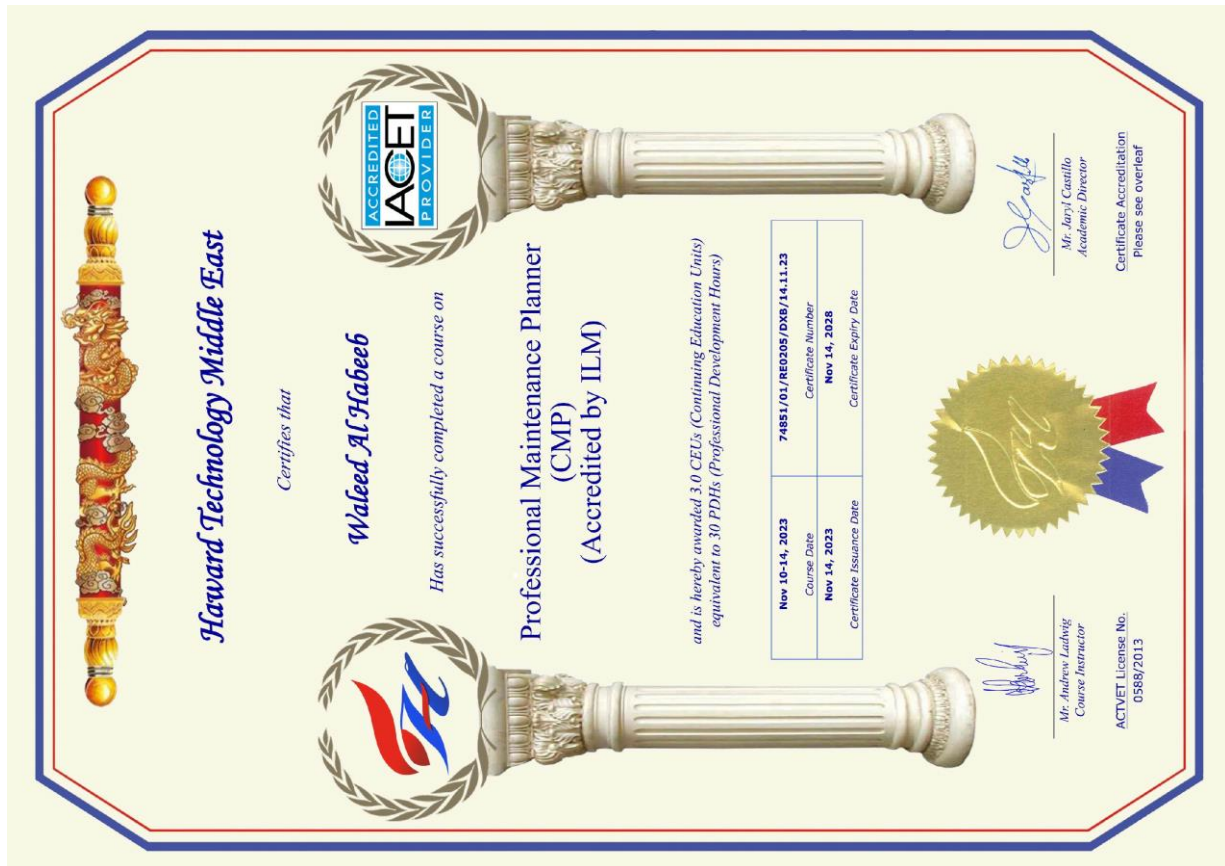 Haward Technology Middle East
Certifies that
Waleed Al Habeeb
Has successfully completed a course on
ACCREDITED
IACET
PROVIDER
Professional Maintenance Planner
(CMP)
(Accredited by ILM)
and is hereby awarded 3.0 CEUs (Continuing Education Units)
equivalent to 30 PDHs (Professional Development Hours)
Nov 10-14, 2023
74851/01/RE0205/DXB/14.11.23
Course Date
Certificate Number
Nov 14, 2023
Nov 14, 2028
Certificate Issuance Date
Certificate Expiry Date
Mr. Andrew Ladwig
Course Instructor
Mr. Jaryl Castillo
Academic Director
ACTVET License No.
0588/2013
Certificate Accreditation
Please see overleaf